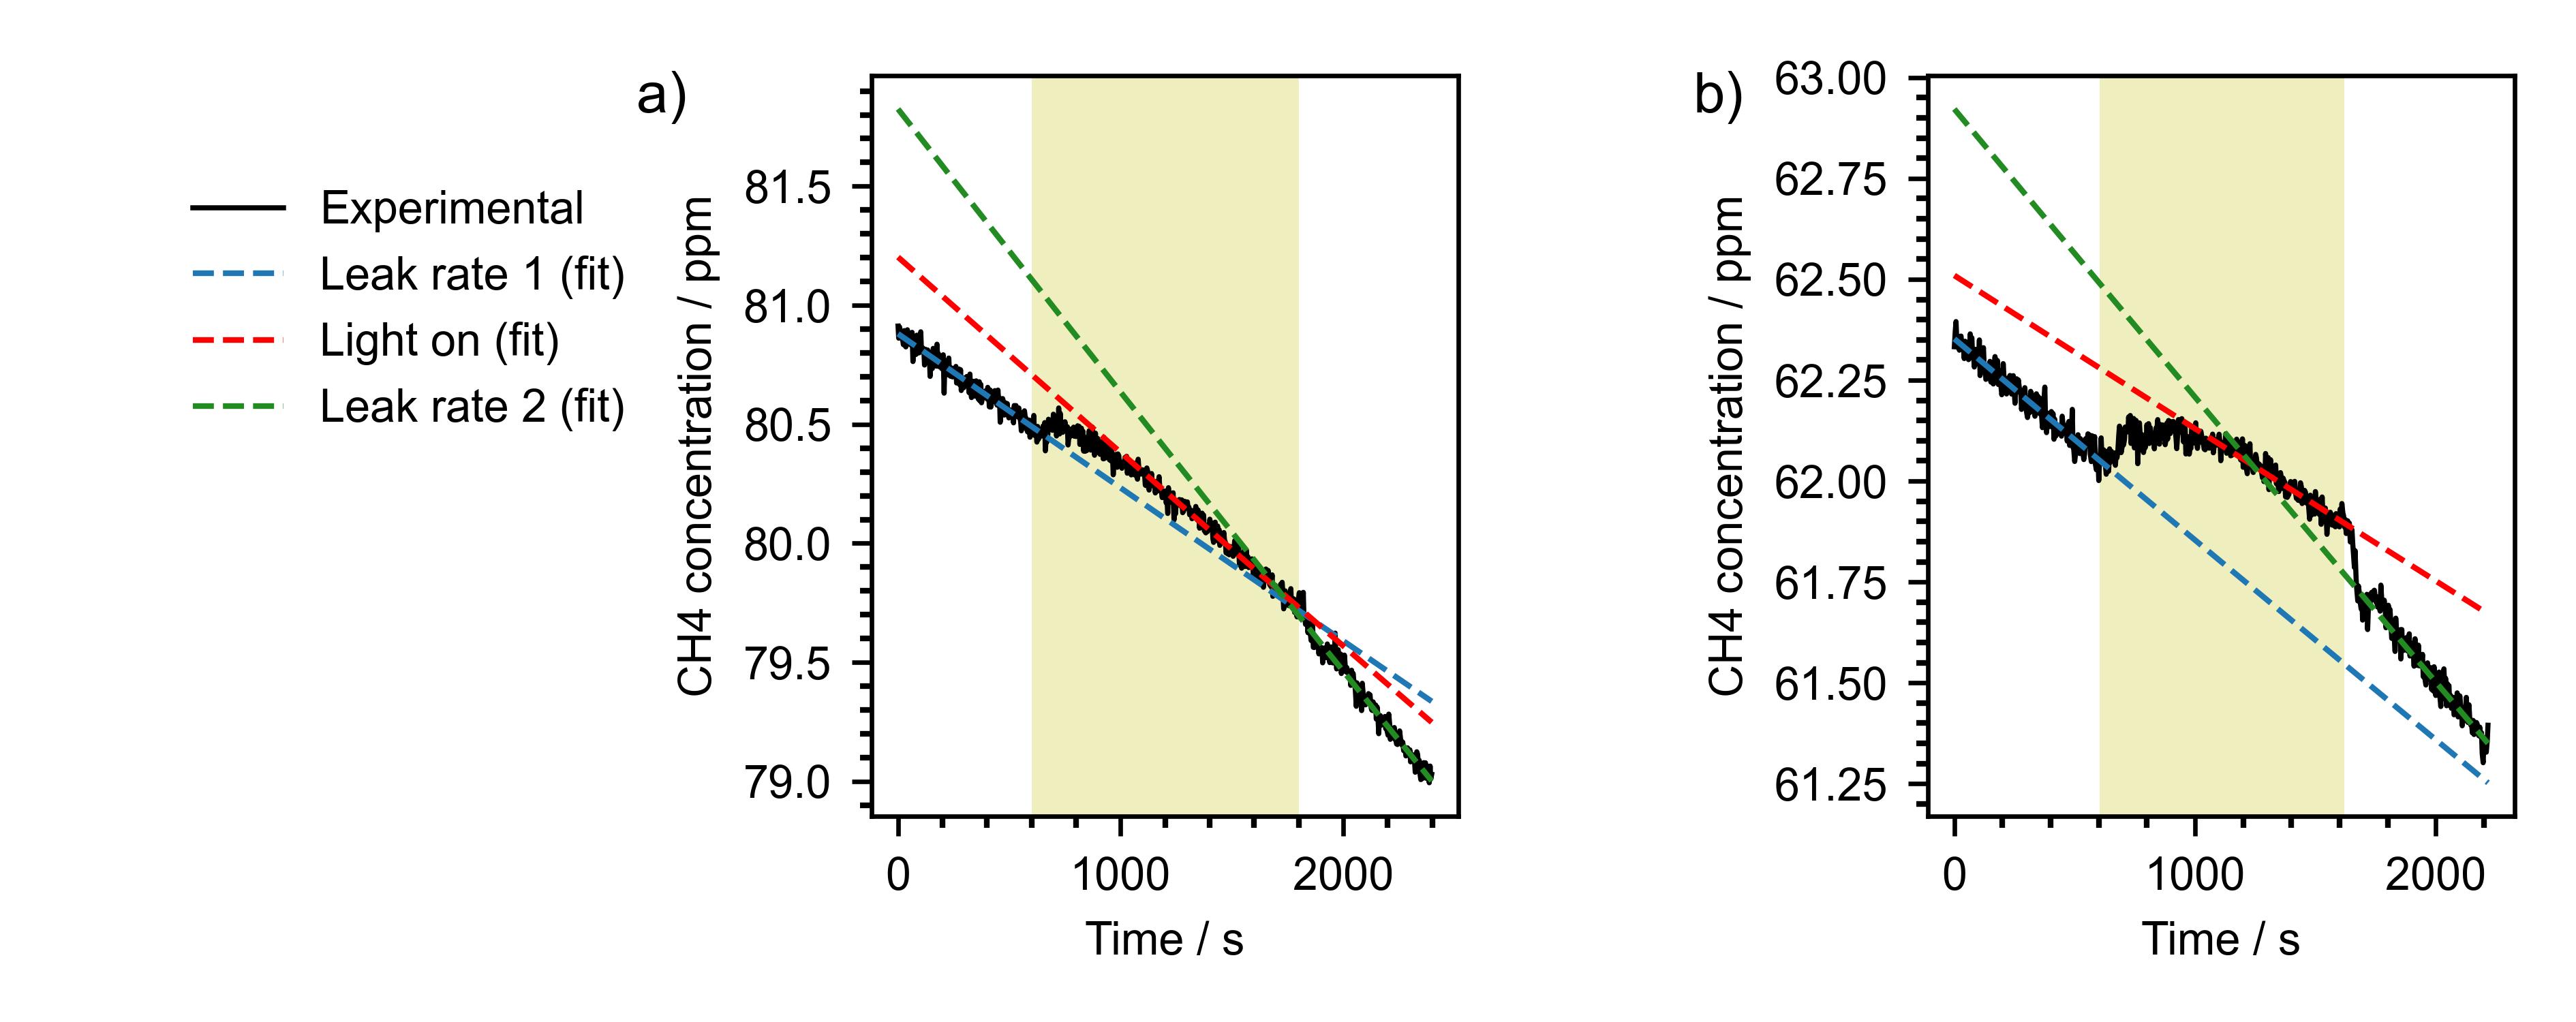 Experimental
Leak rate 1 (fit)
Light on (fit)
Leak rate 2 (fit)
a)
CH4 concentration / ppm
81.5
81.0
80.5
80.0
79.5
79.0
0 1000 2000
Time / s
b)
CH4 concentration / ppm
63.00
62.75
62.50
62.25
62.00
61.75
61.50
61.25
0 1000 2000
Time / s